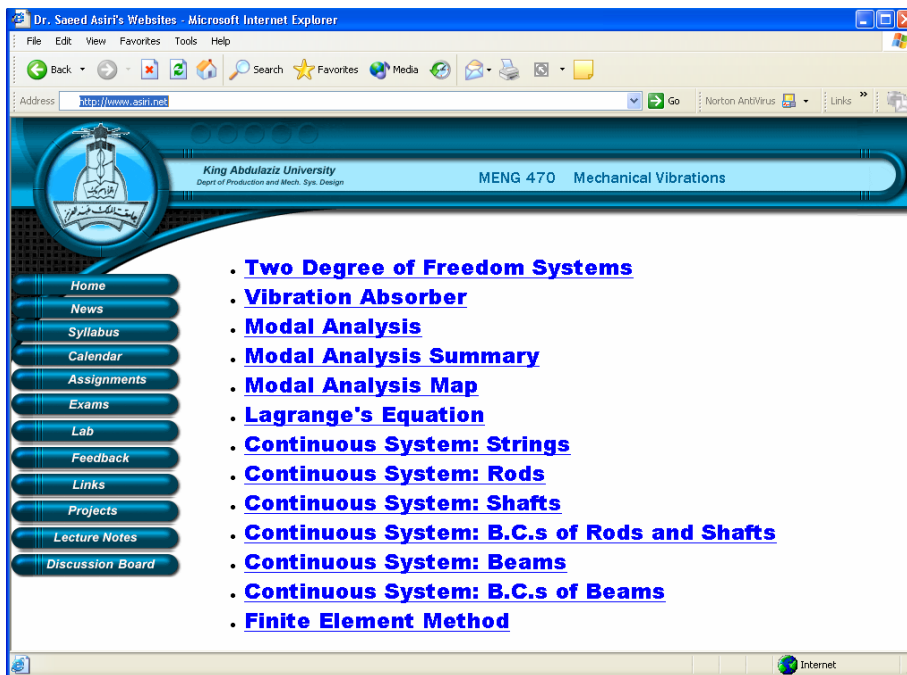 Dr. Saeed Asiri's Websites - Microsoft Internet Explorer
File Edit View Favorites Tools Help
Back Search Favorites Media
Address http://www.asiri.net Go Norton AntiVirus Links »
King Abdulaziz University
Deprt of Production and Mech. Sys. Design
MENG 470 Mechanical Vibrations
جامعة الملك عبدالعزيز
Home
News
Syllabus
Calendar
Assignments
Exams
Lab
Feedback
Links
Projects
Lecture Notes
Discussion Board
• Two Degree of Freedom Systems
• Vibration Absorber
• Modal Analysis
• Modal Analysis Summary
• Modal Analysis Map
• Lagrange's Equation
• Continuous System: Strings
• Continuous System: Rods
• Continuous System: Shafts
• Continuous System: B.C.s of Rods and Shafts
• Continuous System: Beams
• Continuous System: B.C.s of Beams
• Finite Element Method
Internet